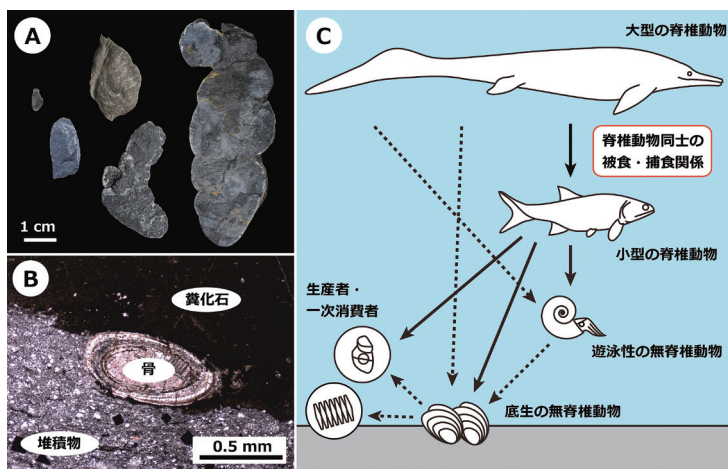 A
1 cm
B
糞化石
骨
堆積物
0.5 mm
C
大型の脊椎動物
脊椎動物同士の
被食・捕食関係
小型の脊椎動物
生産者・
一次消費者
遊泳性の無脊椎動物
底生の無脊椎動物